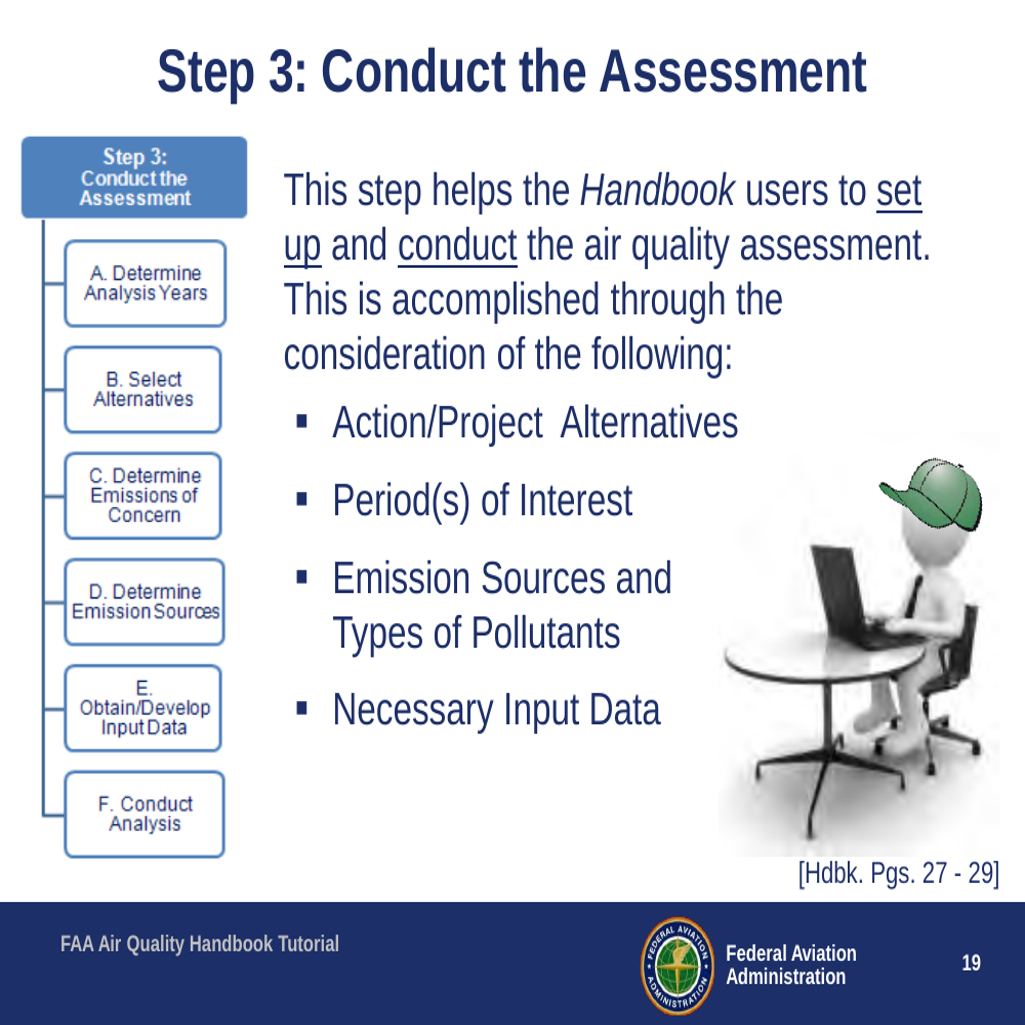 Step 3: Conduct the Assessment
Step 3:
Conduct the
Assessment
A. Determine
Analysis Years
B. Select
Alternatives
C. Determine
Emissions of
Concern
D. Determine
Emission Sources
E.
Obtain/Develop
Input Data
F. Conduct
Analysis
This step helps the Handbook users to set
up and conduct the air quality assessment.
This is accomplished through the
consideration of the following:
▪ Action/Project Alternatives
▪ Period(s) of Interest
▪ Emission Sources and
Types of Pollutants
▪ Necessary Input Data
[Hdbk. Pgs. 27 - 29]
FAA Air Quality Handbook Tutorial
FEDERAL AVIATION
ADMINISTRATION
Federal Aviation
Administration
19